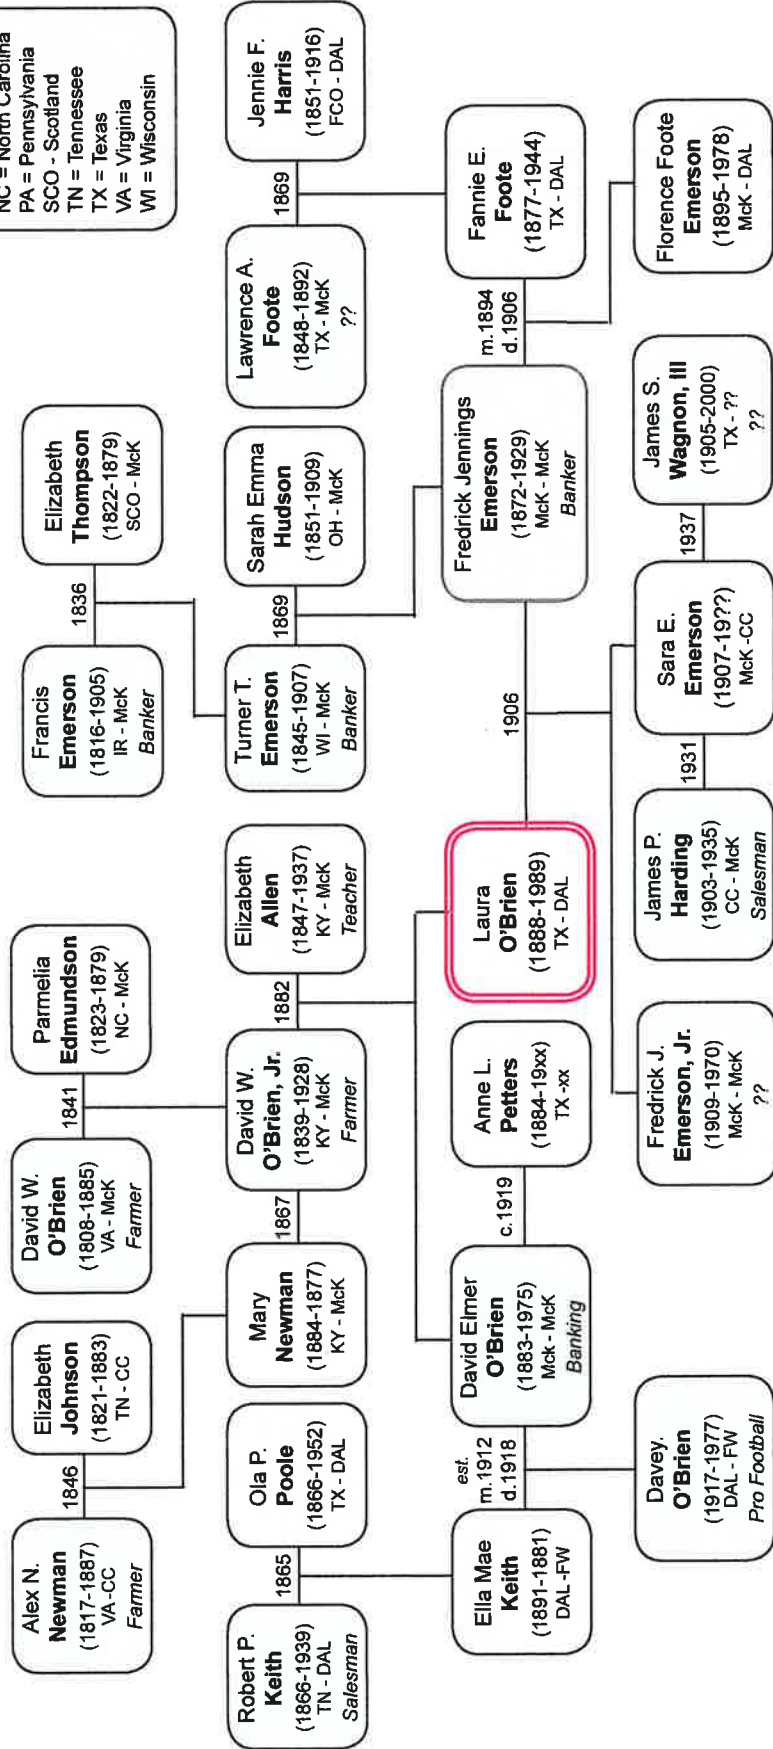 NC = North Carolina
PA = Pennsylvania
SCO - Scotland
TN = Tennessee
TX = Texas
VA = Virginia
WI = Wisconsin
Alex N.
Newman
(1817-1887)
VA -CC
Farmer
1846
Elizabeth
Johnson
(1821-1883)
TN - CC
David W.
O'Brien
(1808-1885)
VA - McK
Farmer
1841
Parmelia
Edmundson
(1823-1879)
NC - McK
Francis
Emerson
(1816-1905)
IR - McK
Banker
1836
Elizabeth
Thompson
(1822-1879)
SCO - McK
Robert P.
Keith
(1866-1939)
TN - DAL
Salesman
1865
Ola P.
Poole
(1866-1952)
TX - DAL
Mary
Newman
(1884-1877)
KY - McK
1867
David W.
O'Brien, Jr.
(1839-1928)
KY - McK
Farmer
1882
Elizabeth
Allen
(1847-1937)
KY - McK
Teacher
Turner T.
Emerson
(1845-1907)
WI - McK
Banker
1869
Sarah Emma
Hudson
(1851-1909)
OH - McK
Lawrence A.
Foote
(1848-1892)
TX - McK
??
1869
Jennie F.
Harris
(1851-1916)
FCO - DAL
Ella Mae
Keith
(1891-1881)
DAL -FW
est.
m.1912
d.1918
David Elmer
O'Brien
(1883-1975)
Mck - McK
Banking
c.1919
Anne L.
Petters
(1884-19xx)
TX -xx
Laura
O'Brien
(1888-1989)
TX - DAL
1906
Fredrick Jennings
Emerson
(1872-1929)
McK - McK
Banker
m.1894
d.1906
Fannie E.
Foote
(1877-1944)
TX - DAL
Davey.
O'Brien
(1917-1977)
DAL - FW
Pro Football
Fredrick J.
Emerson, Jr.
(1909-1970)
McK - McK
??
James P.
Harding
(1903-1935)
CC - McK
Salesman
1931
Sara E.
Emerson
(1907-19??)
McK -CC
1937
James S.
Wagnon, III
(1905-2000)
TX - ??
??
Florence Foote
Emerson
(1895-1978)
McK - DAL